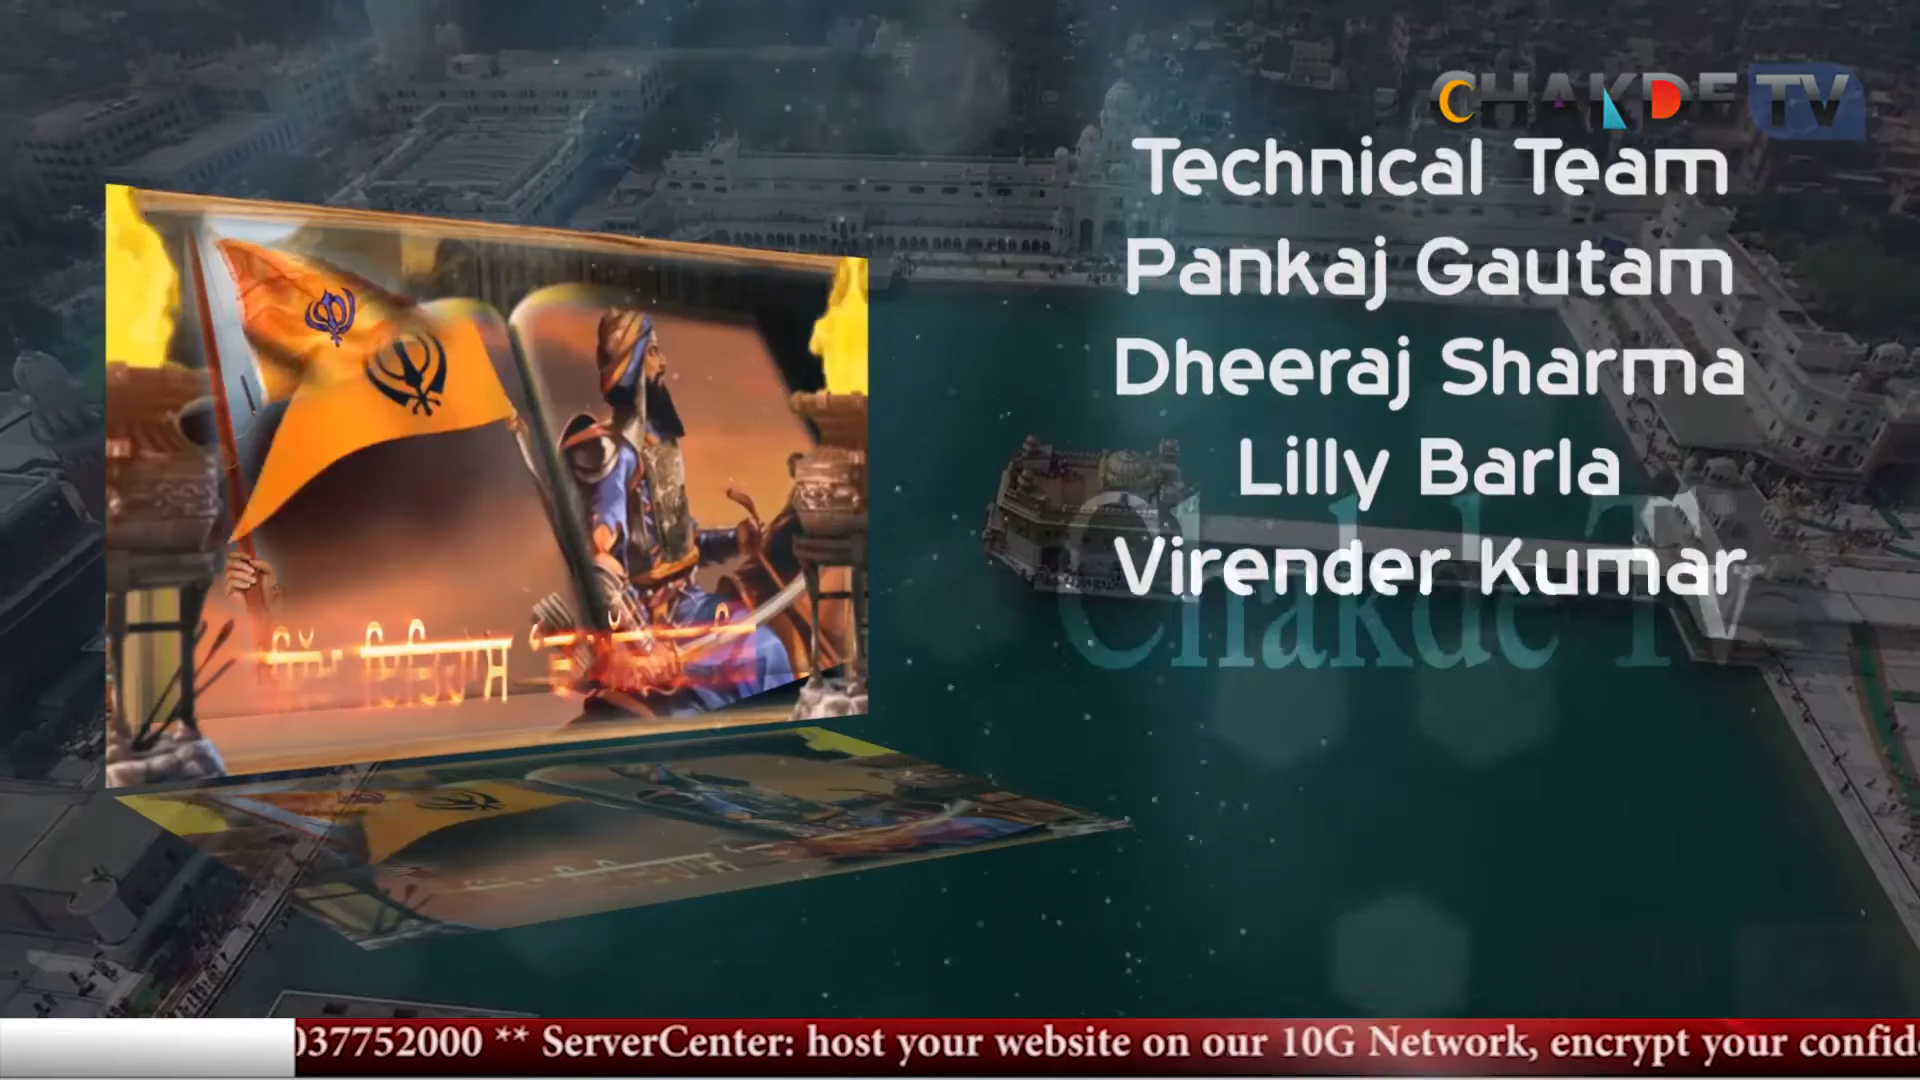 CHAKDE TV
Technical Team
Pankaj Gautam
Dheeraj Sharma
Lilly Barla
Virender Kumar
Chakde TV
ਇਤਿਹਾਸ
037752000 ** ServerCenter: host your website on our 10G Network, encrypt your confid